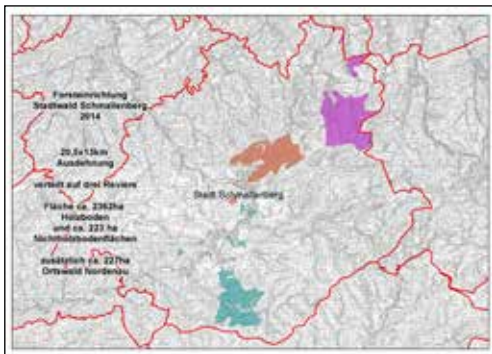 Forsteinrichtung
Stadtwald Schmallenberg
2014
20,5x15km
Ausdehnung
verteilt auf drei Reviere
Stadt Schmallenberg
Fläche ca. 2362ha
Holzboden
und ca. 223 ha
Nichtholzbodenflächen
zusätzlich ca. 227ha
Ortswald Nordenau